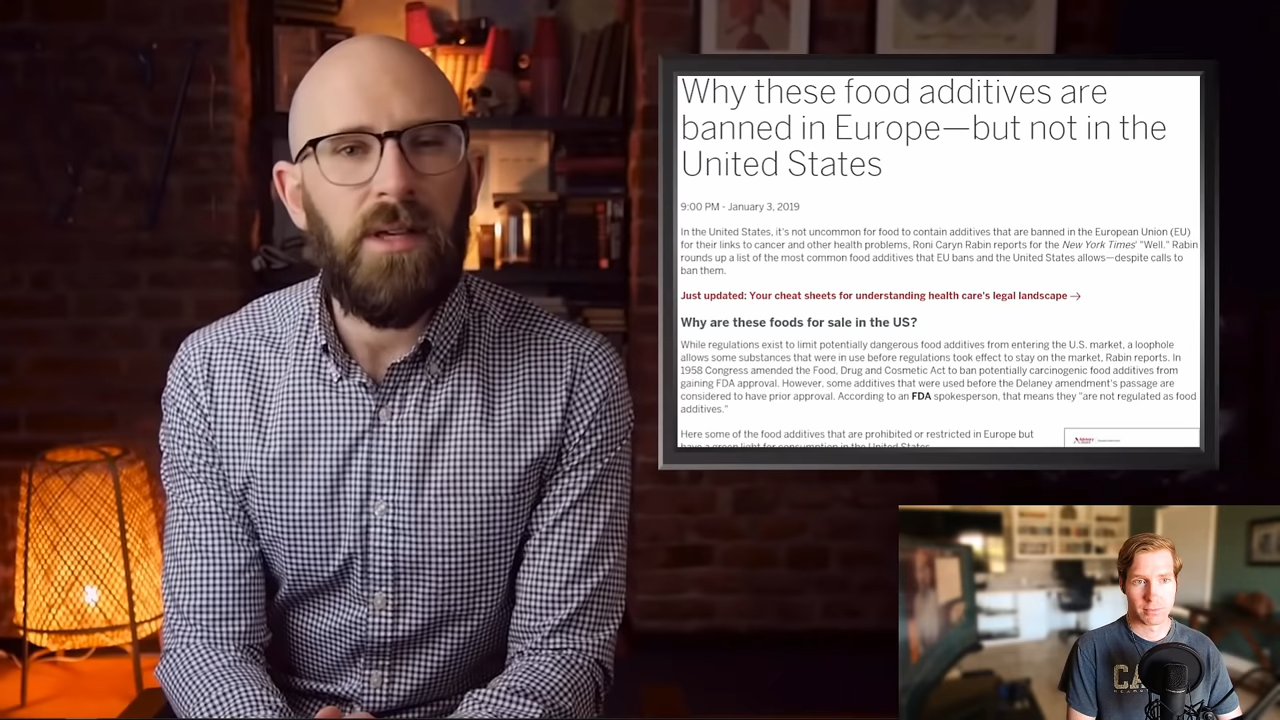 Why these food additives are
banned in Europe—but not in the
United States
9:00 PM - January 3, 2019
In the United States, it's not uncommon for food to contain additives that are banned in the European Union (EU)
for their links to cancer and other health problems, Roni Caryn Rabin reports for the New York Times' "Well." Rabin
rounds up a list of the most common food additives that EU bans and the United States allows—despite calls to
ban them.
Just updated: Your cheat sheets for understanding health care's legal landscape →
Why are these foods for sale in the US?
While regulations exist to limit potentially dangerous food additives from entering the U.S. market, a loophole
allows some substances that were in use before regulations took effect to stay on the market, Rabin reports. In
1958 Congress amended the Food, Drug and Cosmetic Act to ban potentially carcinogenic food additives from
gaining FDA approval. However, some additives that were used before the Delaney amendment's passage are
considered to have prior approval. According to an FDA spokesperson, that means they "are not regulated as food
additives."
Here some of the food additives that are prohibited or restricted in Europe but
have a green light for consumption in the United States
CA